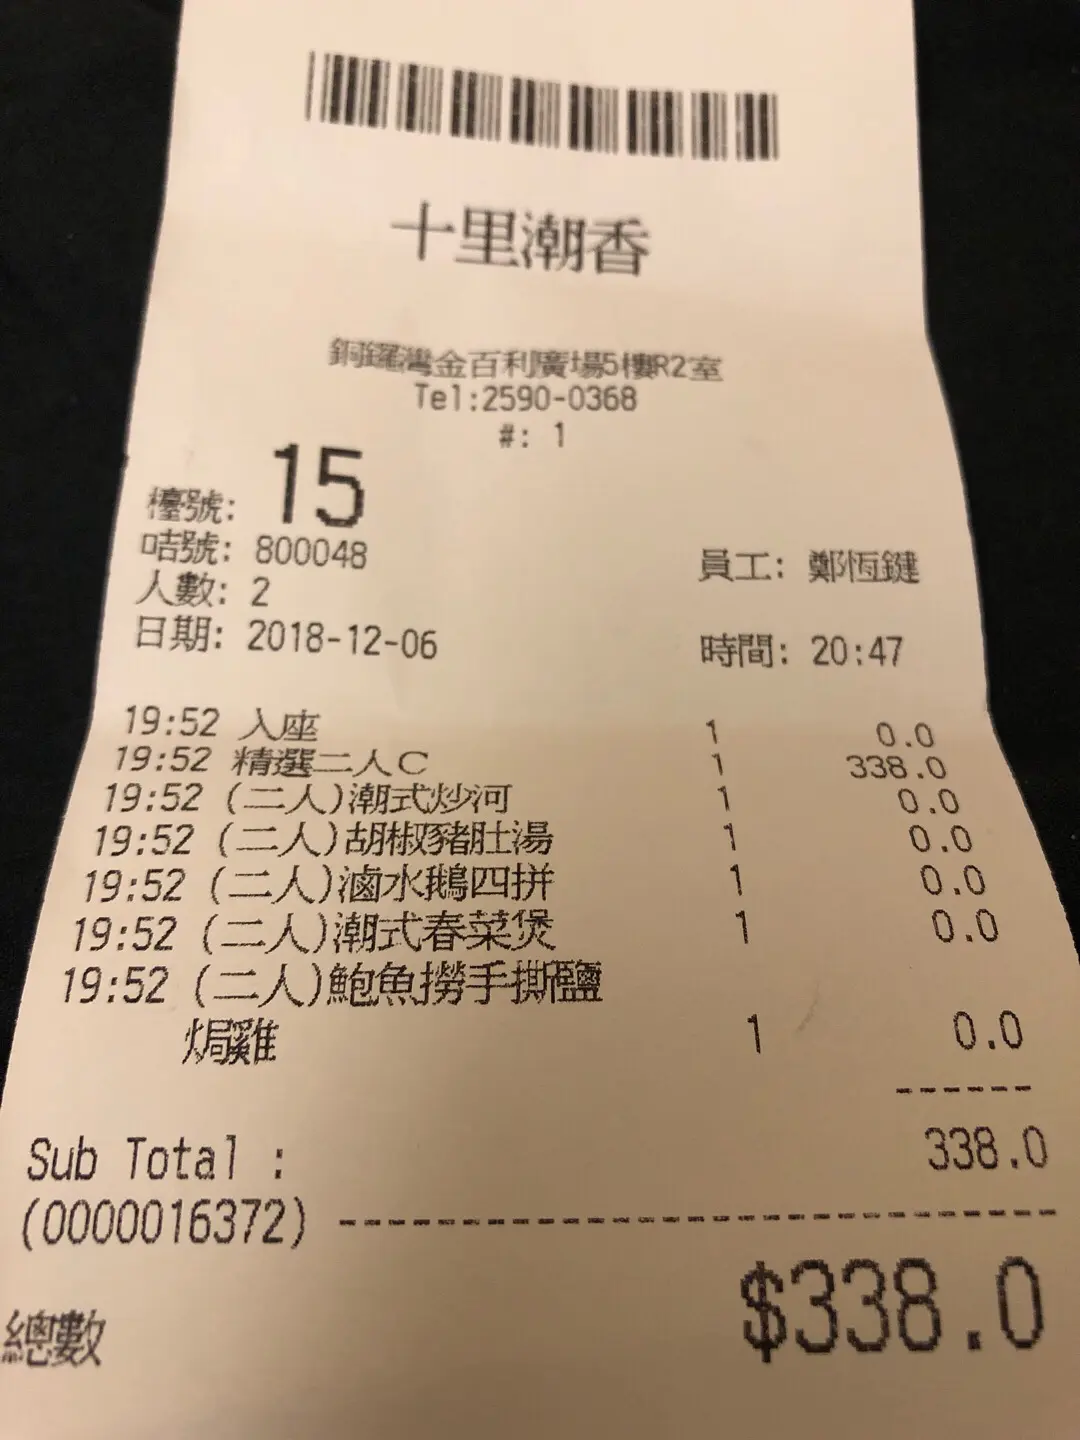 十里潮香
銅鑼灣金百利廣場5樓R2室
Tel:2590-0368
#: 1
檯號: 15
咭號: 800048
員工: 鄭恆鍵
人數: 2
日期: 2018-12-06
時間: 20:47
19:52 入座 1 0.0
19:52 精選二人C 1 338.0
19:52 (二人)潮式炒河 1 0.0
19:52 (二人)胡椒豬肚湯 1 0.0
19:52 (二人)滷水鵝四拼 1 0.0
19:52 (二人)潮式春菜煲 1 0.0
19:52 (二人)鮑魚撈手撕鹽
焗雞 1 0.0
------
Sub Total : 338.0
(0000016372) ------------------------------
總數 $338.0